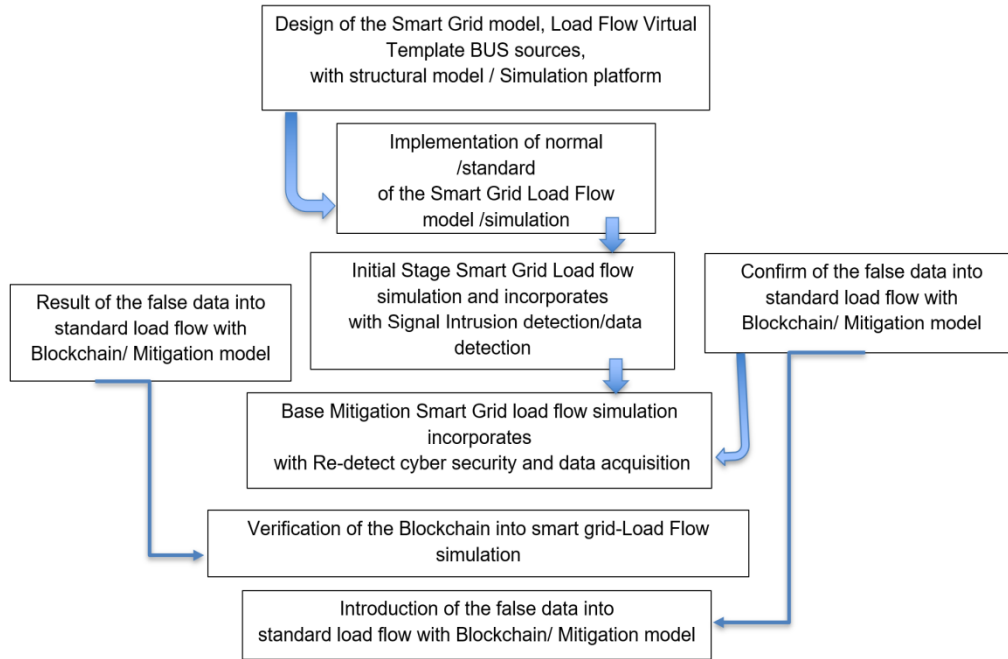 Design of the Smart Grid model, Load Flow Virtual
Template BUS sources,
with structural model / Simulation platform
Implementation of normal
/standard
of the Smart Grid Load Flow
model /simulation
Initial Stage Smart Grid Load flow
simulation and incorporates
with Signal Intrusion detection/data
detection
Confirm of the false data into
standard load flow with
Blockchain/ Mitigation model
Result of the false data into
standard load flow with
Blockchain/ Mitigation model
Base Mitigation Smart Grid load flow simulation
incorporates
with Re-detect cyber security and data acquisition
Verification of the Blockchain into smart grid-Load Flow
simulation
Introduction of the false data into
standard load flow with Blockchain/ Mitigation model